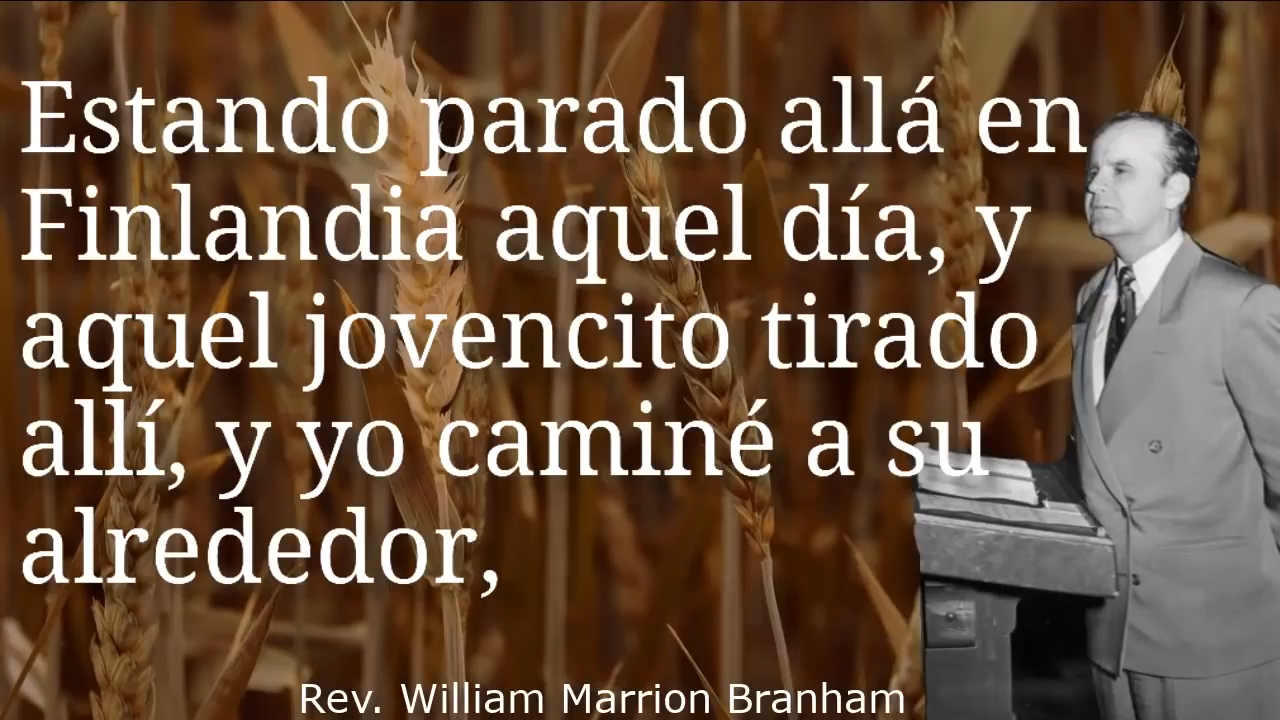 Estando parado allá en
Finlandia aquel día, y
aquel jovencito tirado
allí, y yo caminé a su
alrededor,
Rev. William Marrion Branham